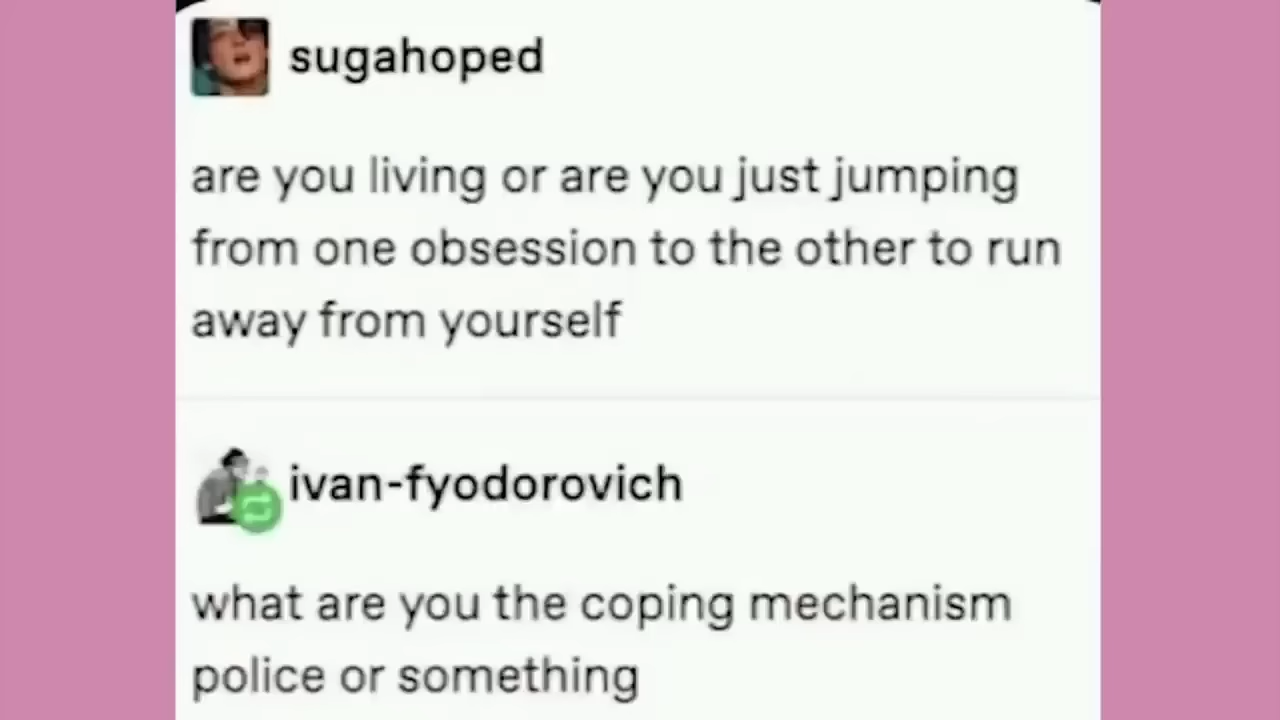 sugahoped
are you living or are you just jumping
from one obsession to the other to run
away from yourself
ivan-fyodorovich
what are you the coping mechanism
police or something